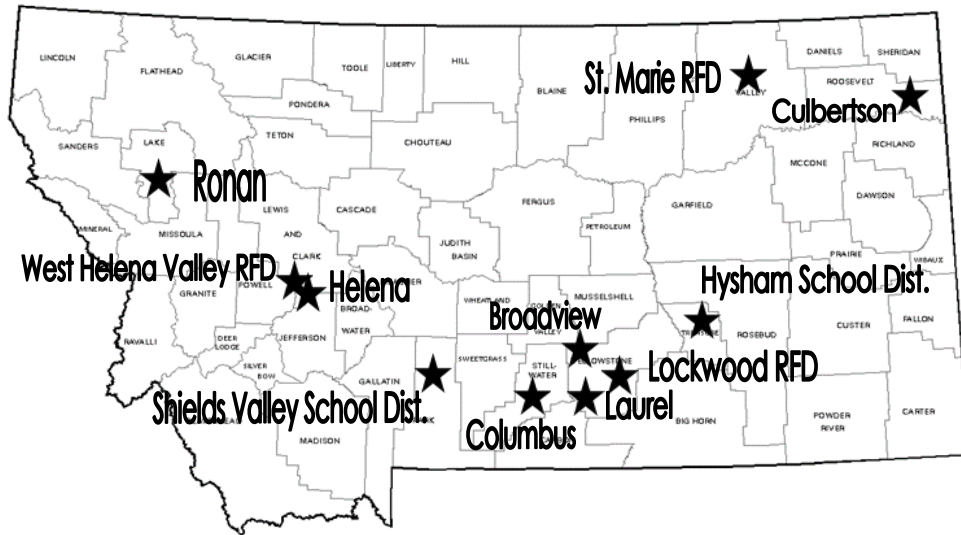 LINCOLN
FLATHEAD
GLACIER
TOOLE
LIBERTY
HILL
BLAINE
PHILLIPS
St. Marie RFD
VALLEY
DANIELS
SHERIDAN
ROOSEVELT
Culbertson
PONDERA
TETON
CHOUTEAU
SANDERS
LAKE
Ronan
RICHLAND
MCCONE
DAWSON
LEWIS
AND
CLARK
CASCADE
FERGUS
PETROLEUM
GARFIELD
JUDITH
BASIN
MINERAL
MISSOULA
PRAIRIE
WIBAUX
West Helena Valley RFD
Helena
Hysham School Dist.
GRANITE
POWELL
BROAD-
WATER
WHEATLAND
GOLDEN
VALLEY
MUSSELSHELL
Broadview
ROSEBUD
CUSTER
FALLON
RAVALLI
DEER
LODGE
JEFFERSON
SILVER
BOW
GALLATIN
SWEETGRASS
STILL-
WATER
Lockwood RFD
Shields Valley School Dist.
Columbus
Laurel
BIG HORN
POWDER
RIVER
CARTER
MADISON